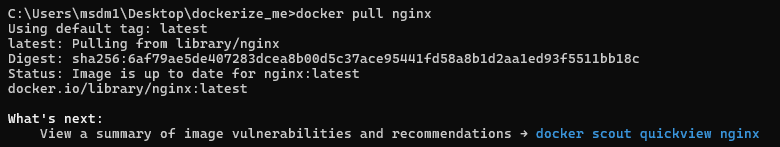 C:\Users\msdm1\Desktop\dockerize_me>docker pull nginx
Using default tag: latest
latest: Pulling from library/nginx
Digest: sha256:6af79ae5de407283dcea8b00d5c37ace95441fd58a8b1d2aa1ed93f5511bb18c
Status: Image is up to date for nginx:latest
docker.io/library/nginx:latest
What's next:
View a summary of image vulnerabilities and recommendations → docker scout quickview nginx